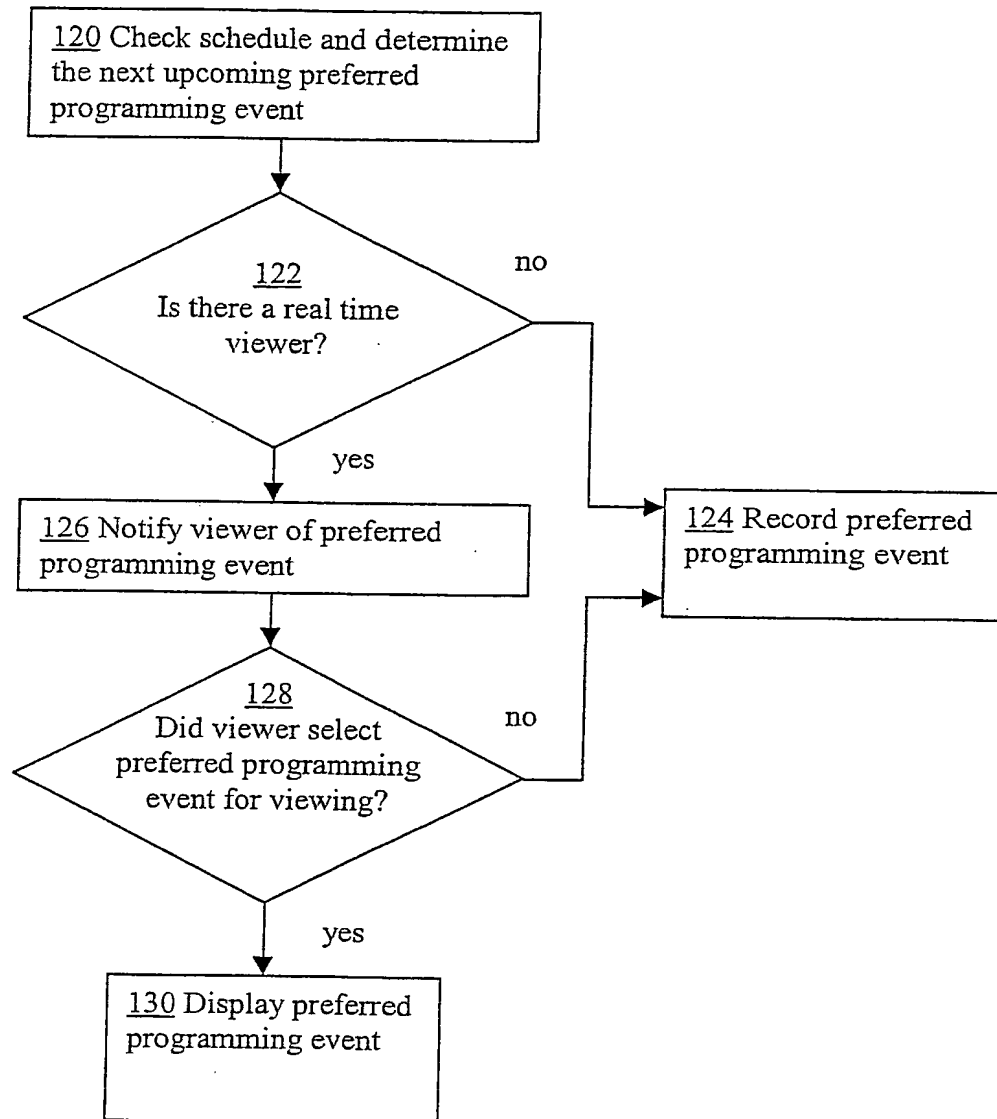 120 Check schedule and determine
the next upcoming preferred
programming event
122
Is there a real time
viewer?
no
yes
126 Notify viewer of preferred
programming event
124 Record preferred
programming event
128
Did viewer select
preferred programming
event for viewing?
no
yes
130 Display preferred
programming event